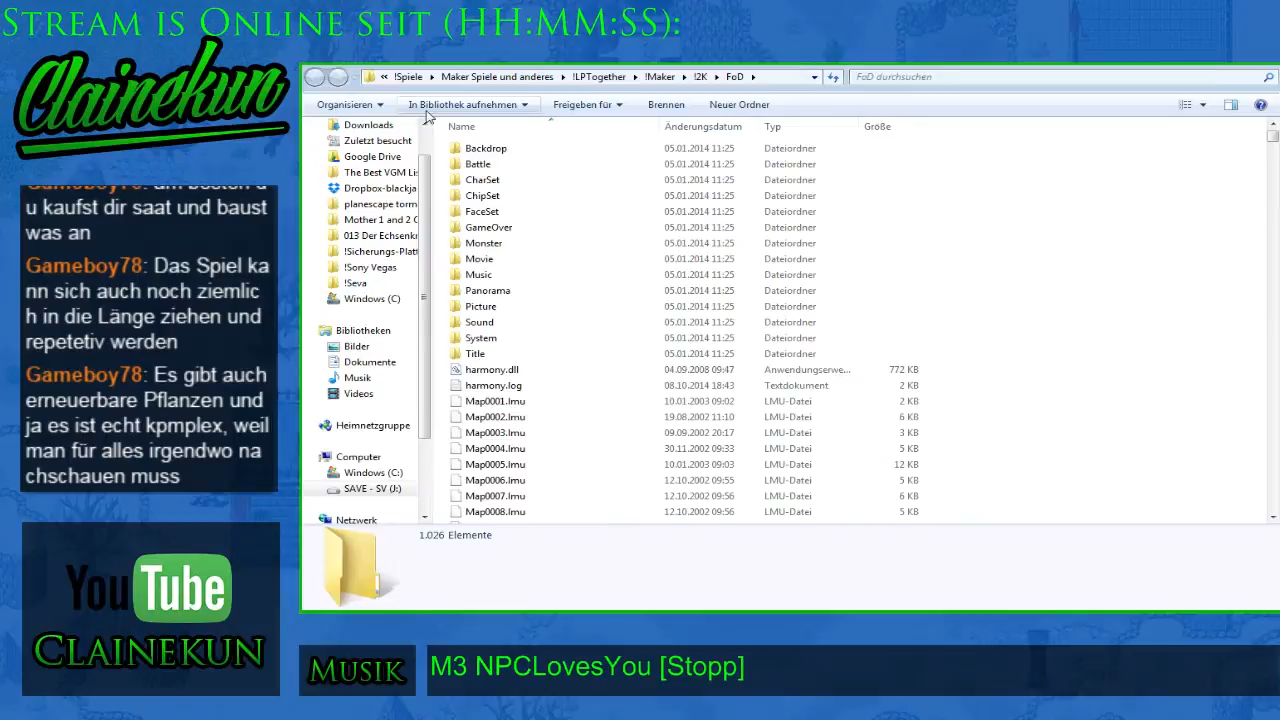 Stream is Online seit (HH:MM:SS):
Clainekun
u kaufst dir saat und baust
was an
Gameboy78: Das Spiel ka
nn sich auch noch ziemlic
h in die Länge ziehen und
repetetiv werden
Gameboy78: Es gibt auch
erneuerbare Pflanzen und
ja es ist echt kpmplex, weil
man für alles irgendwo na
chschauen muss
YouTube
Clainekun
« !Spiele Maker Spiele und anderes !LPTogether !Maker !2K FoD
FoD durchsuchen
Organisieren In Bibliothek aufnehmen Freigeben für Brennen Neuer Ordner
Downloads
Zuletzt besucht
Google Drive
The Best VGM Lis
Dropbox-blackja
planescape torm
Mother 1 and 2 C
013 Der Echsenkr
!Sicherungs-Platt
!Sony Vegas
!Seva
Windows (C)
Bibliotheken
Bilder
Dokumente
Musik
Videos
Heimnetzgruppe
Computer
Windows (C:)
SAVE - SV (J:)
Netzwerk
Name Änderungsdatum Typ Größe
Backdrop 05.01.2014 11:25 Dateiordner
Battle 05.01.2014 11:25 Dateiordner
CharSet 05.01.2014 11:25 Dateiordner
ChipSet 05.01.2014 11:25 Dateiordner
FaceSet 05.01.2014 11:25 Dateiordner
GameOver 05.01.2014 11:25 Dateiordner
Monster 05.01.2014 11:25 Dateiordner
Movie 05.01.2014 11:25 Dateiordner
Music 05.01.2014 11:25 Dateiordner
Panorama 05.01.2014 11:25 Dateiordner
Picture 05.01.2014 11:25 Dateiordner
Sound 05.01.2014 11:25 Dateiordner
System 05.01.2014 11:25 Dateiordner
Title 05.01.2014 11:25 Dateiordner
harmony.dll 04.09.2008 09:47 Anwendungserwe... 772 KB
harmony.log 08.10.2014 18:43 Textdokument 2 KB
Map0001.lmu 10.01.2003 09:02 LMU-Datei 2 KB
Map0002.lmu 19.08.2002 11:10 LMU-Datei 6 KB
Map0003.lmu 09.09.2002 20:17 LMU-Datei 3 KB
Map0004.lmu 30.11.2002 09:33 LMU-Datei 5 KB
Map0005.lmu 10.01.2003 09:03 LMU-Datei 12 KB
Map0006.lmu 12.10.2002 09:55 LMU-Datei 5 KB
Map0007.lmu 12.10.2002 09:56 LMU-Datei 6 KB
Map0008.lmu 12.10.2002 09:56 LMU-Datei 5 KB
1.026 Elemente
Musik
M3 NPCLovesYou [Stopp]